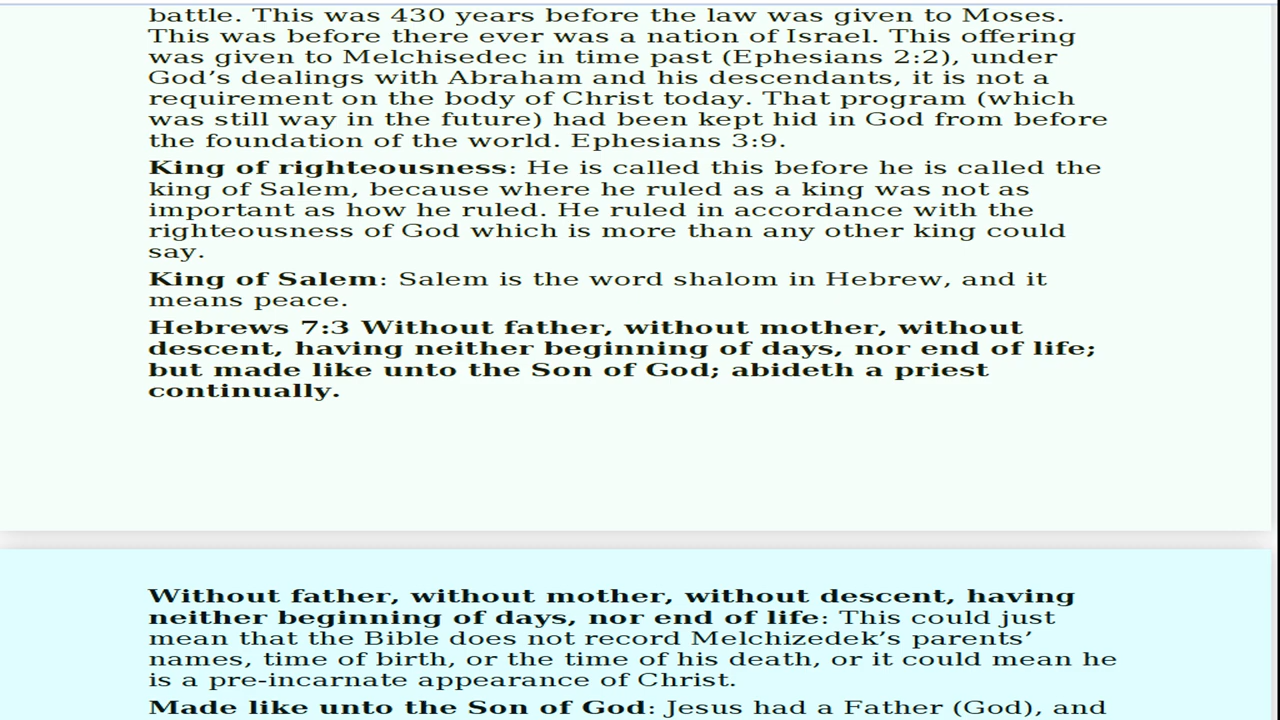 battle. This was 430 years before the law was given to Moses.
This was before there ever was a nation of Israel. This offering
was given to Melchisedec in time past (Ephesians 2:2), under
God’s dealings with Abraham and his descendants, it is not a
requirement on the body of Christ today. That program (which
was still way in the future) had been kept hid in God from before
the foundation of the world. Ephesians 3:9.
King of righteousness: He is called this before he is called the
king of Salem, because where he ruled as a king was not as
important as how he ruled. He ruled in accordance with the
righteousness of God which is more than any other king could
say.
King of Salem: Salem is the word shalom in Hebrew, and it
means peace.
Hebrews 7:3 Without father, without mother, without
descent, having neither beginning of days, nor end of life;
but made like unto the Son of God; abideth a priest
continually.
Without father, without mother, without descent, having
neither beginning of days, nor end of life: This could just
mean that the Bible does not record Melchizedek’s parents’
names, time of birth, or the time of his death, or it could mean he
is a pre-incarnate appearance of Christ.
Made like unto the Son of God: Jesus had a Father (God), and